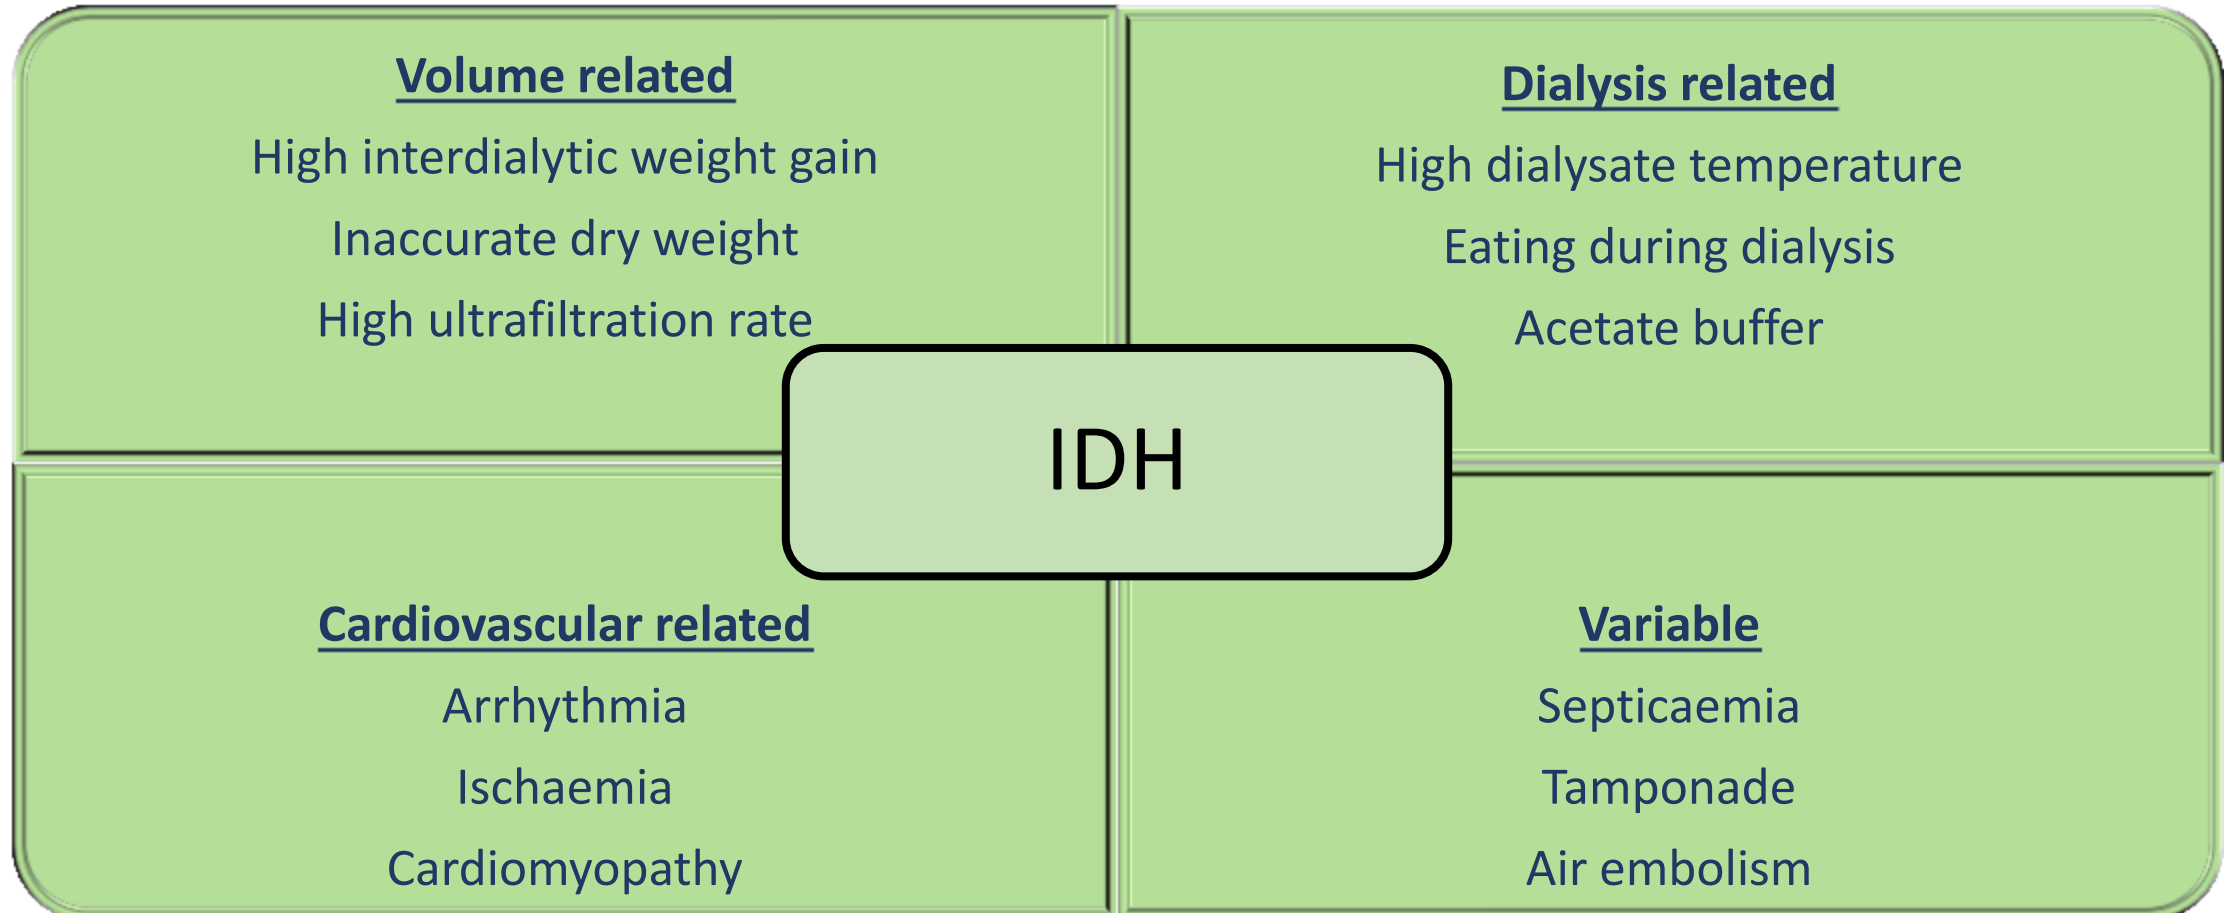 Volume related
High interdialytic weight gain
Inaccurate dry weight
High ultrafiltration rate
Dialysis related
High dialysate temperature
Eating during dialysis
Acetate buffer
IDH
Cardiovascular related
Arrhythmia
Ischaemia
Cardiomyopathy
Variable
Septicaemia
Tamponade
Air embolism